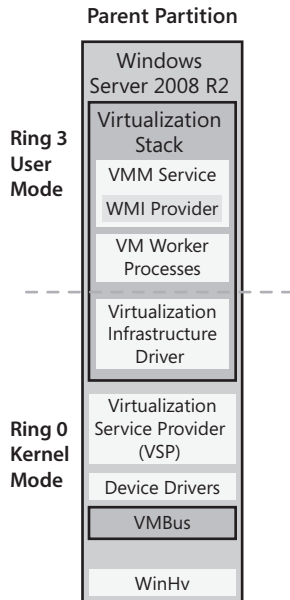 Parent Partition
Windows
Server 2008 R2
Ring 3
User
Mode
Virtualization
Stack
VMM Service
WMI Provider
VM Worker
Processes
Virtualization
Infrastructure
Driver
Ring 0
Kernel
Mode
Virtualization
Service Provider
(VSP)
Device Drivers
VMBus
WinHv